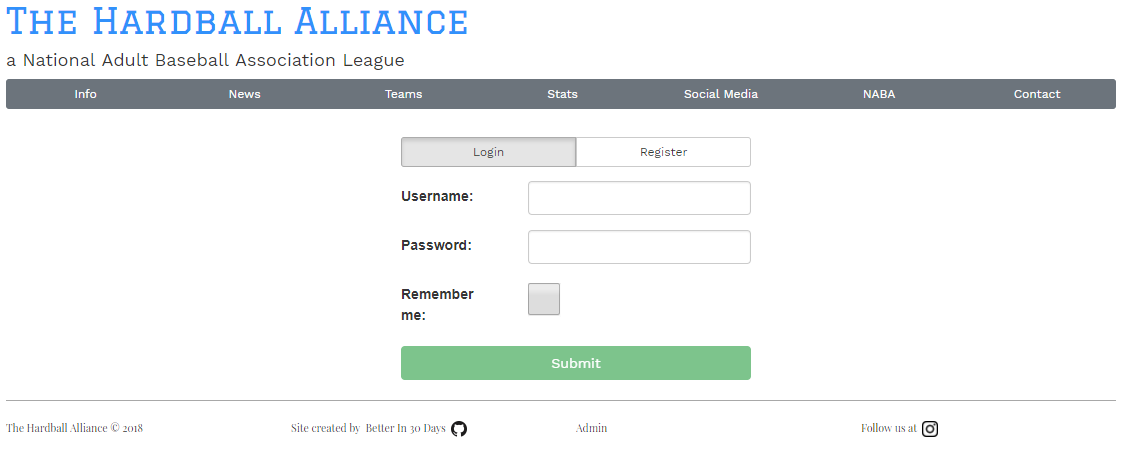 The Hardball Alliance
a National Adult Baseball Association League
Info News Teams Stats Social Media NABA Contact
Login Register
Username:
Password:
Remember
me:
Submit
The Hardball Alliance © 2018 Site created by Better In 30 Days Admin Follow us at